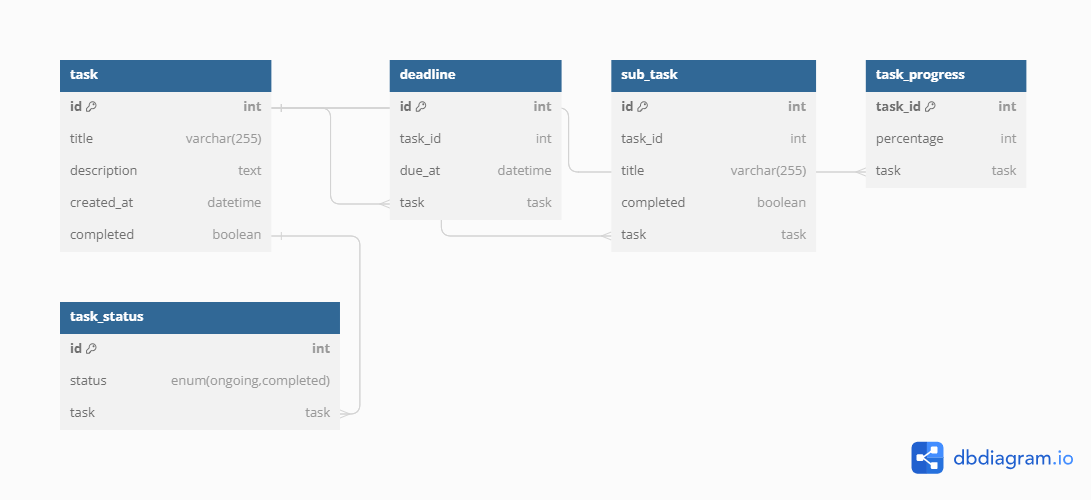 task
id int
title varchar(255)
description text
created_at datetime
completed boolean
deadline
id int
task_id int
due_at datetime
task task
sub_task
id int
task_id int
title varchar(255)
completed boolean
task task
task_progress
task_id int
percentage int
task task
task_status
id int
status enum(ongoing,completed)
task task
dbdiagram.io